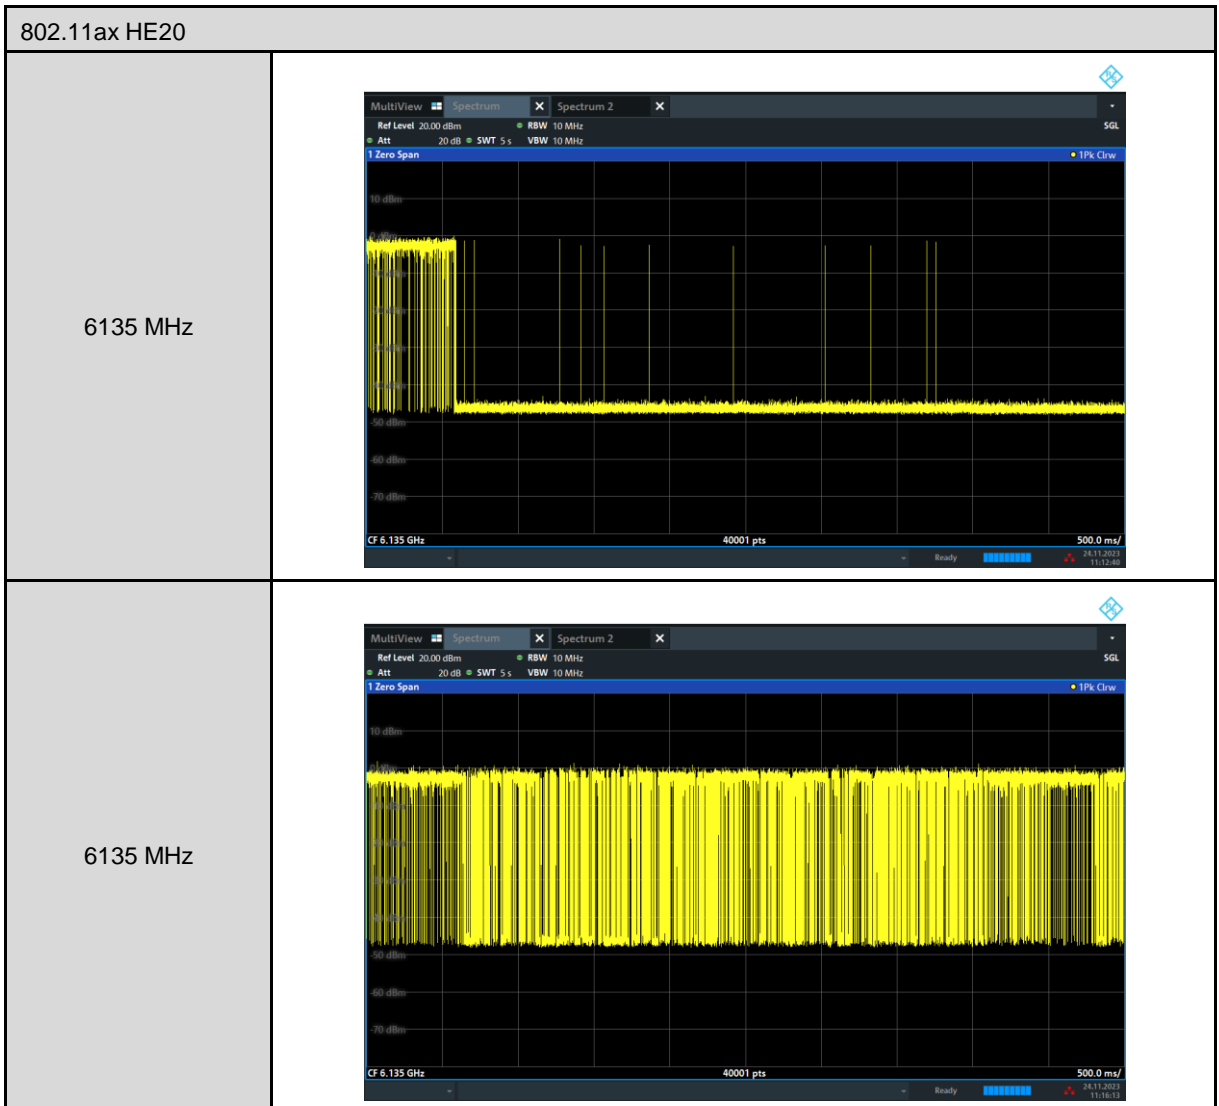 802.11ax HE20
6135 MHz
MultiView Spectrum Spectrum 2
Ref Level 20.00 dBm RBW 10 MHz SGL
Att 20 dB SWT 5 s VBW 10 MHz
1 Zero Span 1Pk Clrw
10 dBm
0 dBm
-50 dBm
-60 dBm
-70 dBm
CF 6.135 GHz 40001 pts 500.0 ms/
Ready 24.11.2023
11:12:40
6135 MHz
MultiView Spectrum Spectrum 2
Ref Level 20.00 dBm RBW 10 MHz SGL
Att 20 dB SWT 5 s VBW 10 MHz
1 Zero Span 1Pk Clrw
10 dBm
-50 dBm
-60 dBm
-70 dBm
CF 6.135 GHz 40001 pts 500.0 ms/
Ready 24.11.2023
11:16:13